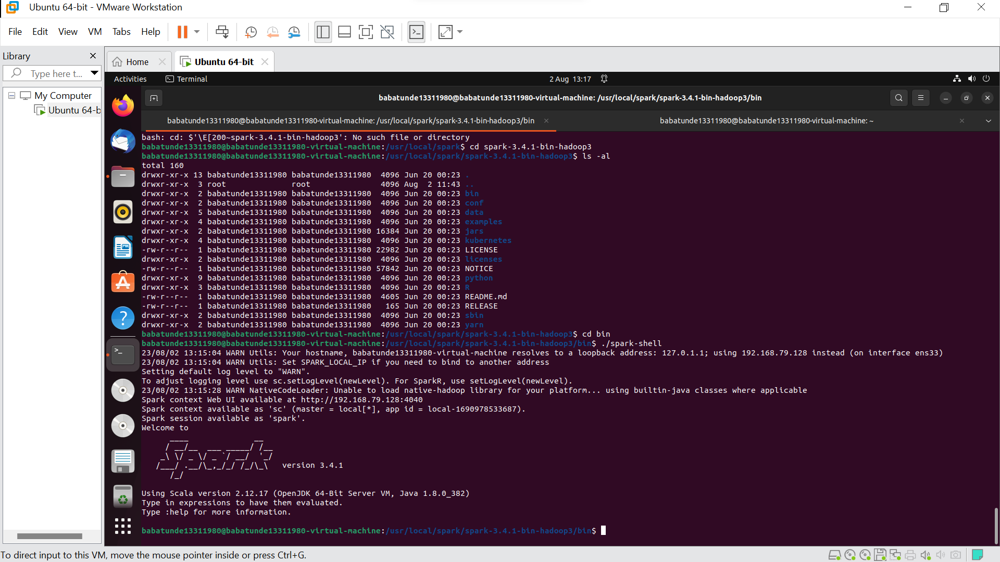 Ubuntu 64-bit - VMware Workstation
File Edit View VM Tabs Help
Library
Type here t...
My Computer
Ubuntu 64-b
Home
Ubuntu 64-bit
Activities Terminal 2 Aug 13:17
babatunde13311980@babatunde13311980-virtual-machine: /usr/local/spark/spark-3.4.1-bin-hadoop3/bin
babatunde13311980@babatunde13311980-virtual-machine: /usr/local/spark/spark-3.4.1-bin-hadoop3/bin
babatunde13311980@babatunde13311980-virtual-machine: ~
bash: cd: $'\E[200~spark-3.4.1-bin-hadoop3': No such file or directory
babatunde13311980@babatunde13311980-virtual-machine:/usr/local/spark$ cd spark-3.4.1-bin-hadoop3
babatunde13311980@babatunde13311980-virtual-machine:/usr/local/spark/spark-3.4.1-bin-hadoop3$ ls -al
total 160
drwxr-xr-x 13 babatunde13311980 babatunde13311980  4096 Jun 20 00:23 .
drwxr-xr-x  3 root              root               4096 Aug  2 11:43 ..
drwxr-xr-x  2 babatunde13311980 babatunde13311980  4096 Jun 20 00:23 bin
drwxr-xr-x  2 babatunde13311980 babatunde13311980  4096 Jun 20 00:23 conf
drwxr-xr-x  5 babatunde13311980 babatunde13311980  4096 Jun 20 00:23 data
drwxr-xr-x  4 babatunde13311980 babatunde13311980  4096 Jun 20 00:23 examples
drwxr-xr-x  2 babatunde13311980 babatunde13311980 16384 Jun 20 00:23 jars
drwxr-xr-x  4 babatunde13311980 babatunde13311980  4096 Jun 20 00:23 kubernetes
-rw-r--r--  1 babatunde13311980 babatunde13311980 22982 Jun 20 00:23 LICENSE
drwxr-xr-x  2 babatunde13311980 babatunde13311980  4096 Jun 20 00:23 licenses
-rw-r--r--  1 babatunde13311980 babatunde13311980 57842 Jun 20 00:23 NOTICE
drwxr-xr-x  9 babatunde13311980 babatunde13311980  4096 Jun 20 00:23 python
drwxr-xr-x  3 babatunde13311980 babatunde13311980  4096 Jun 20 00:23 R
-rw-r--r--  1 babatunde13311980 babatunde13311980  4605 Jun 20 00:23 README.md
-rw-r--r--  1 babatunde13311980 babatunde13311980   165 Jun 20 00:23 RELEASE
drwxr-xr-x  2 babatunde13311980 babatunde13311980  4096 Jun 20 00:23 sbin
drwxr-xr-x  2 babatunde13311980 babatunde13311980  4096 Jun 20 00:23 yarn
babatunde13311980@babatunde13311980-virtual-machine:/usr/local/spark/spark-3.4.1-bin-hadoop3$ cd bin
babatunde13311980@babatunde13311980-virtual-machine:/usr/local/spark/spark-3.4.1-bin-hadoop3/bin$ ./spark-shell
23/08/02 13:15:04 WARN Utils: Your hostname, babatunde13311980-virtual-machine resolves to a loopback address: 127.0.1.1; using 192.168.79.128 instead (on interface ens33)
23/08/02 13:15:04 WARN Utils: Set SPARK_LOCAL_IP if you need to bind to another address
Setting default log level to "WARN".
To adjust logging level use sc.setLogLevel(newLevel). For SparkR, use setLogLevel(newLevel).
23/08/02 13:15:28 WARN NativeCodeLoader: Unable to load native-hadoop library for your platform... using builtin-java classes where applicable
Spark context Web UI available at http://192.168.79.128:4040
Spark context available as 'sc' (master = local[*], app id = local-1690978533687).
Spark session available as 'spark'.
Welcome to
      ____              __
     / __/__  ___ _____/ /__
    _\ \/ _ \/ _ `/ __/  '_/
   /___/ .__/\_,_/_/ /_/\_\   version 3.4.1
      /_/
Using Scala version 2.12.17 (OpenJDK 64-Bit Server VM, Java 1.8.0_382)
Type in expressions to have them evaluated.
Type :help for more information.
babatunde13311980@babatunde13311980-virtual-machine:/usr/local/spark/spark-3.4.1-bin-hadoop3/bin$
To direct input to this VM, move the mouse pointer inside or press Ctrl+G.